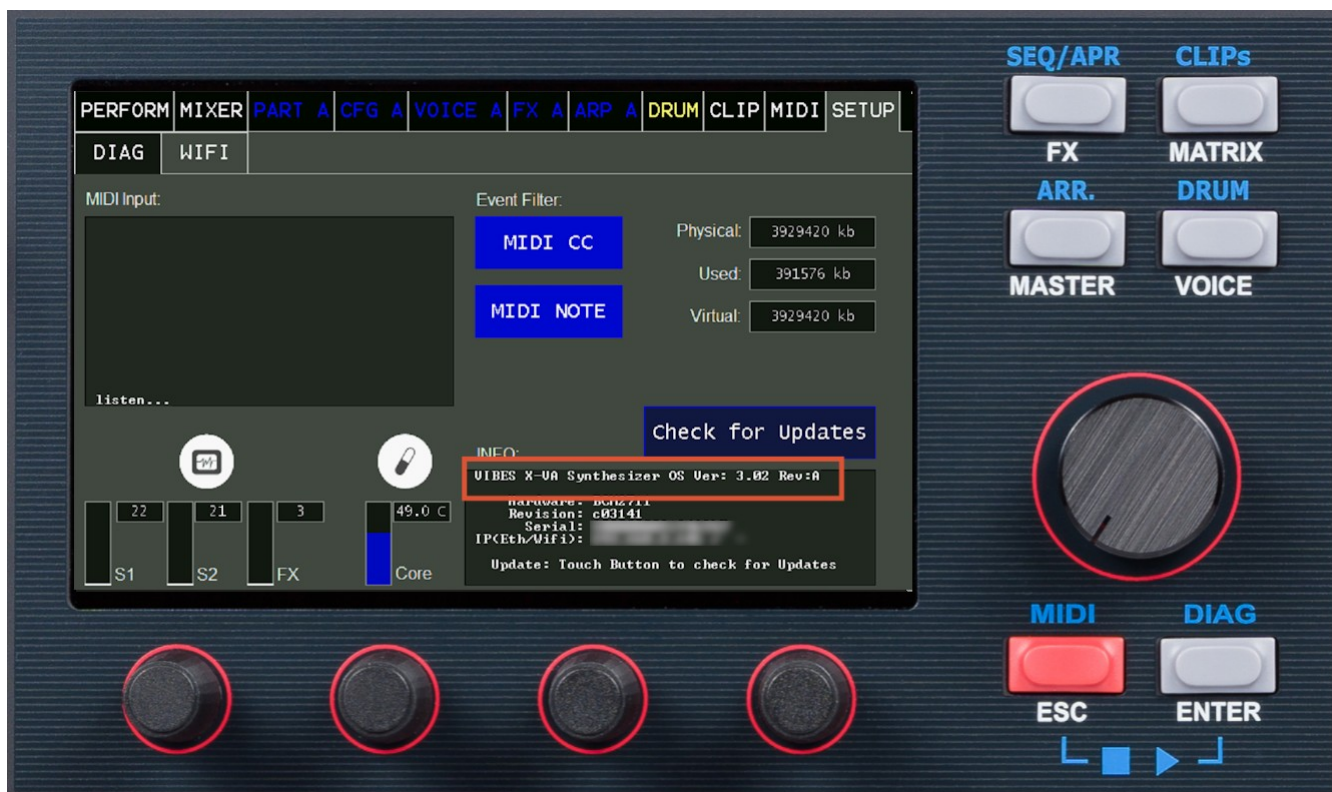 SEQ/APR CLIPs
FX MATRIX
ARR. DRUM
MASTER VOICE
PERFORM MIXER PART A CFG A VOICE A FX A ARP A DRUM CLIP MIDI SETUP
DIAG WIFI
MIDI Input:
listen...
Event Filter:
MIDI CC
MIDI NOTE
Physical: 3929420 kb
Used: 391576 kb
Virtual: 3929420 kb
Check for Updates
INFO:
VIBES X-VA Synthesizer OS Ver: 3.02 Rev:A
Hardware: BCM2711
Revision: c03141
Serial:
IP(Eth/Wifi):
Update: Touch Button to check for Updates
22 21 3 49.0 C
S1 S2 FX Core
MIDI DiAG
ESC ENTER